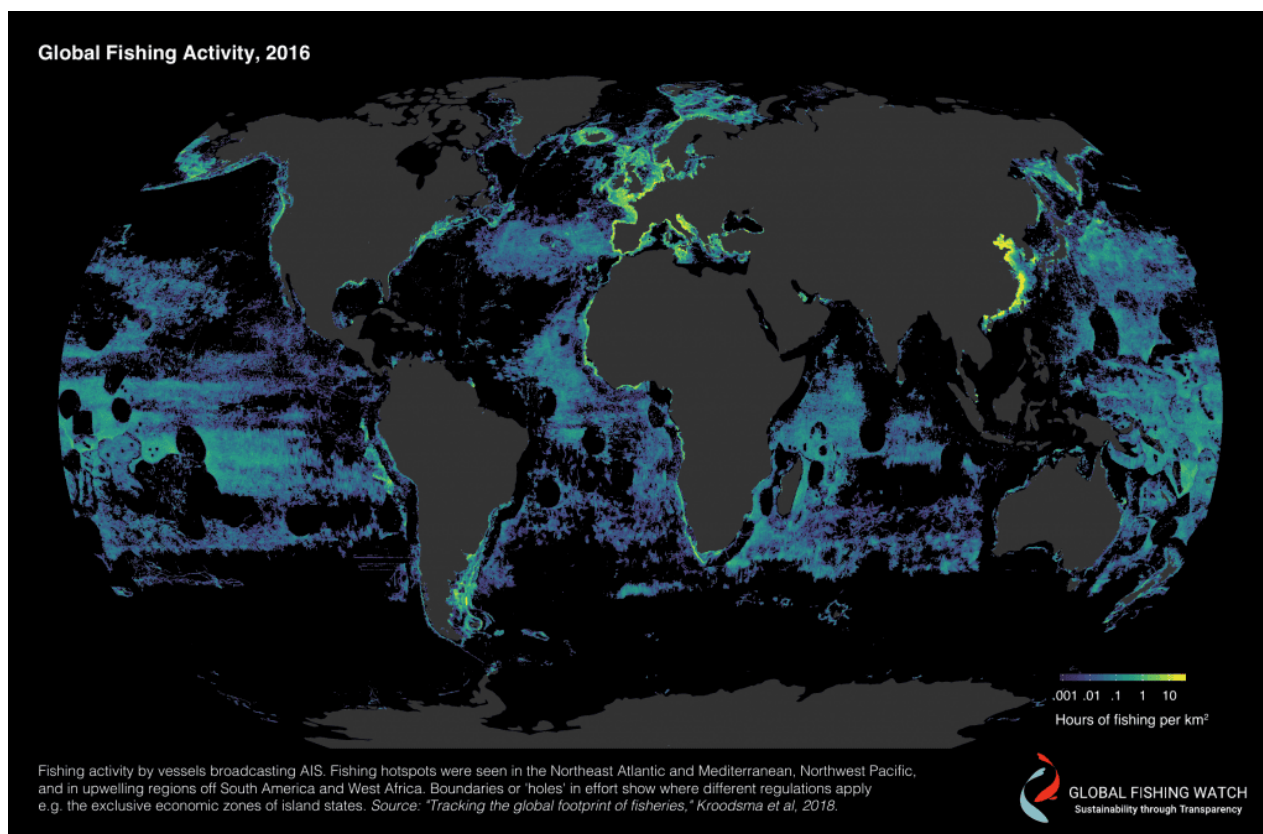 Global Fishing Activity, 2016
.001 .01 .1 1 10
Hours of fishing per km²
Fishing activity by vessels broadcasting AIS. Fishing hotspots were seen in the Northeast Atlantic and Mediterranean, Northwest Pacific,
and in upwelling regions off South America and West Africa. Boundaries or 'holes' in effort show where different regulations apply
e.g. the exclusive economic zones of island states. Source: "Tracking the global footprint of fisheries," Kroodsma et al, 2018.
GLOBAL FISHING WATCH
Sustainability through Transparency